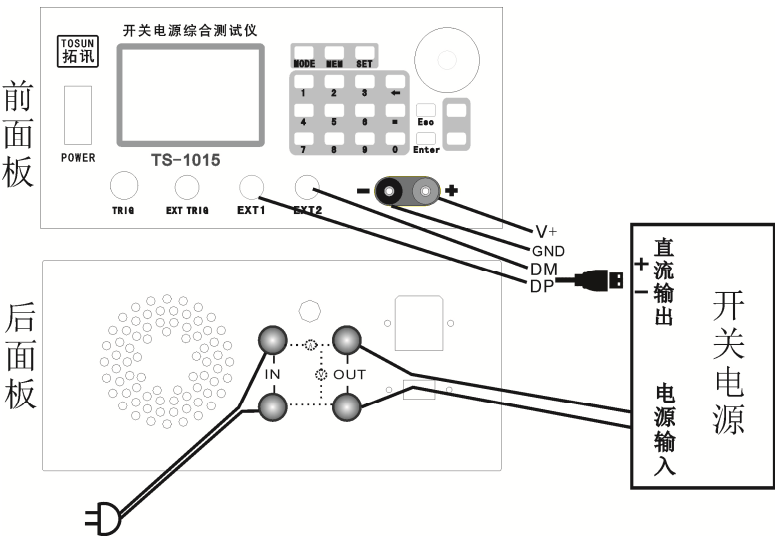 开关电源综合测试仪
TOSUN
拓讯
前面板
MODE MEM SET
1 2 3 ←
4 5 6 =
7 8 9 0
Esc
Enter
POWER
TS-1015
TRIG
EXT TRIG
EXT1
EXT2
- +
V+
GND
DM
DP
后面板
A
V
IN
OUT
+
-
直流输出
开关电源
电源输入